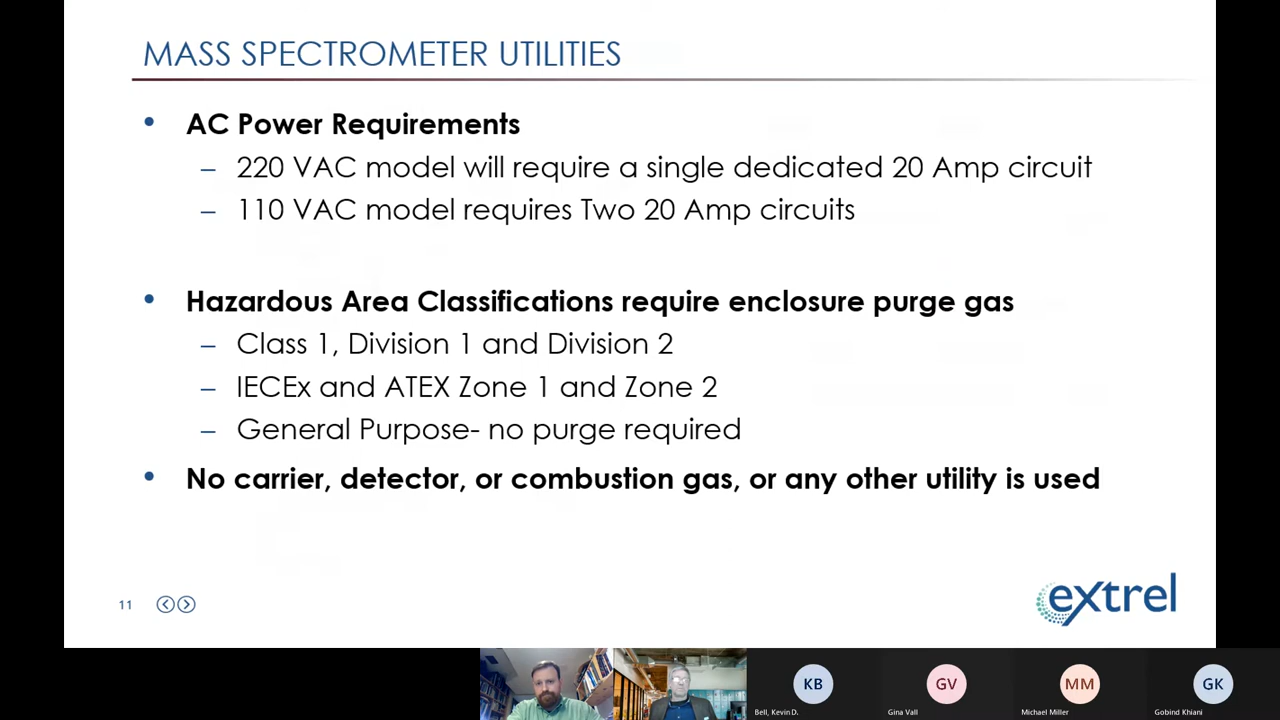 MASS SPECTROMETER UTILITIES
• AC Power Requirements
– 220 VAC model will require a single dedicated 20 Amp circuit
– 110 VAC model requires Two 20 Amp circuits
• Hazardous Area Classifications require enclosure purge gas
– Class 1, Division 1 and Division 2
– IECEx and ATEX Zone 1 and Zone 2
– General Purpose- no purge required
• No carrier, detector, or combustion gas, or any other utility is used
11
extrel
KB
GV
MM
GK
Bell, Kevin D.
Gina Vall
Michael Miller
Gobind Khiani